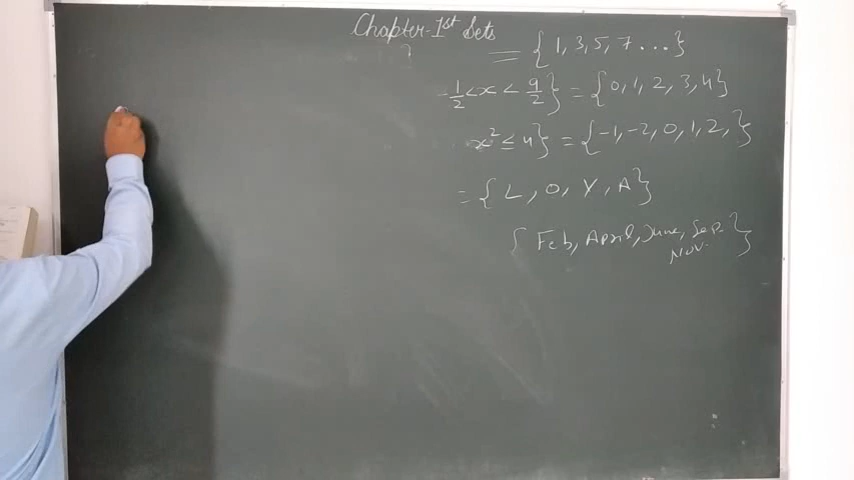 Chapter-1st Sets
?
= { 1, 3, 5, 7 ... }
-1/2 < x < 9/2 } = { 0, 1, 2, 3, 4 }
x² ≤ 4 } = { -1, -2, 0, 1, 2, }
= { L, O, Y, A }
{ Feb, April, June, Sep. }
Nov.